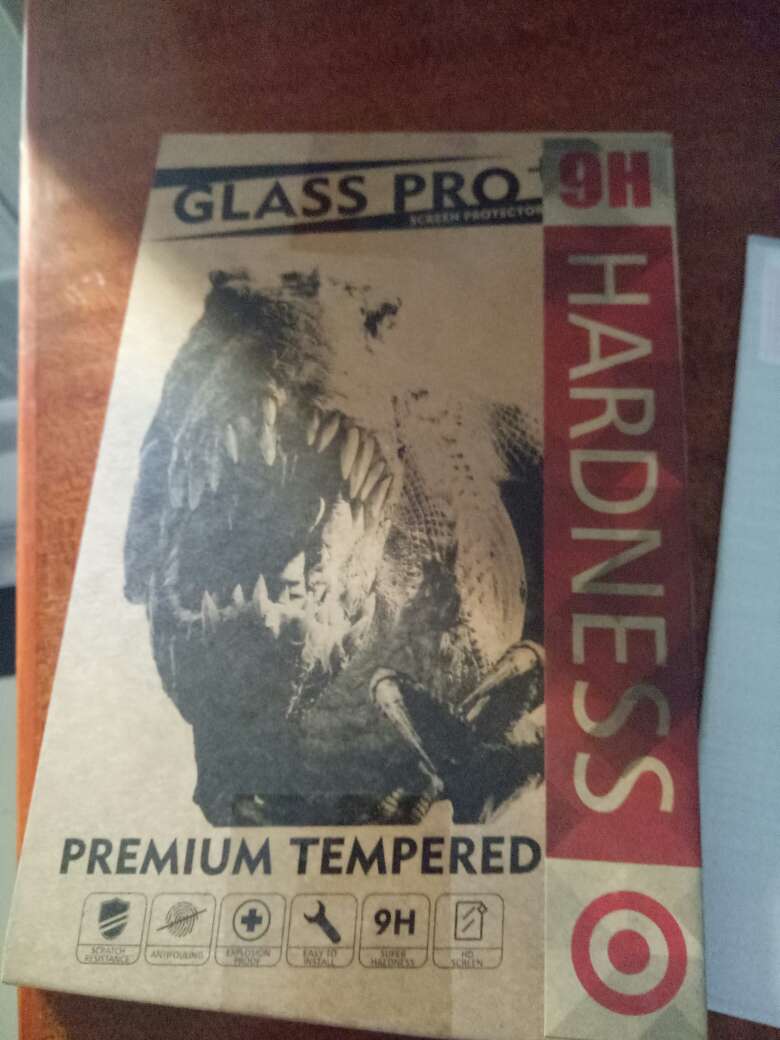 GLASS PRO+
SCREEN PROTECTOR
9H
HARDNESS
PREMIUM TEMPERED
SCRATCH
RESISTANCE
ANTIFOULING
EXPLOSION
PROOF
EASY TO
INSTALL
9H
SUPER
HARDNESS
HD
SCREEN